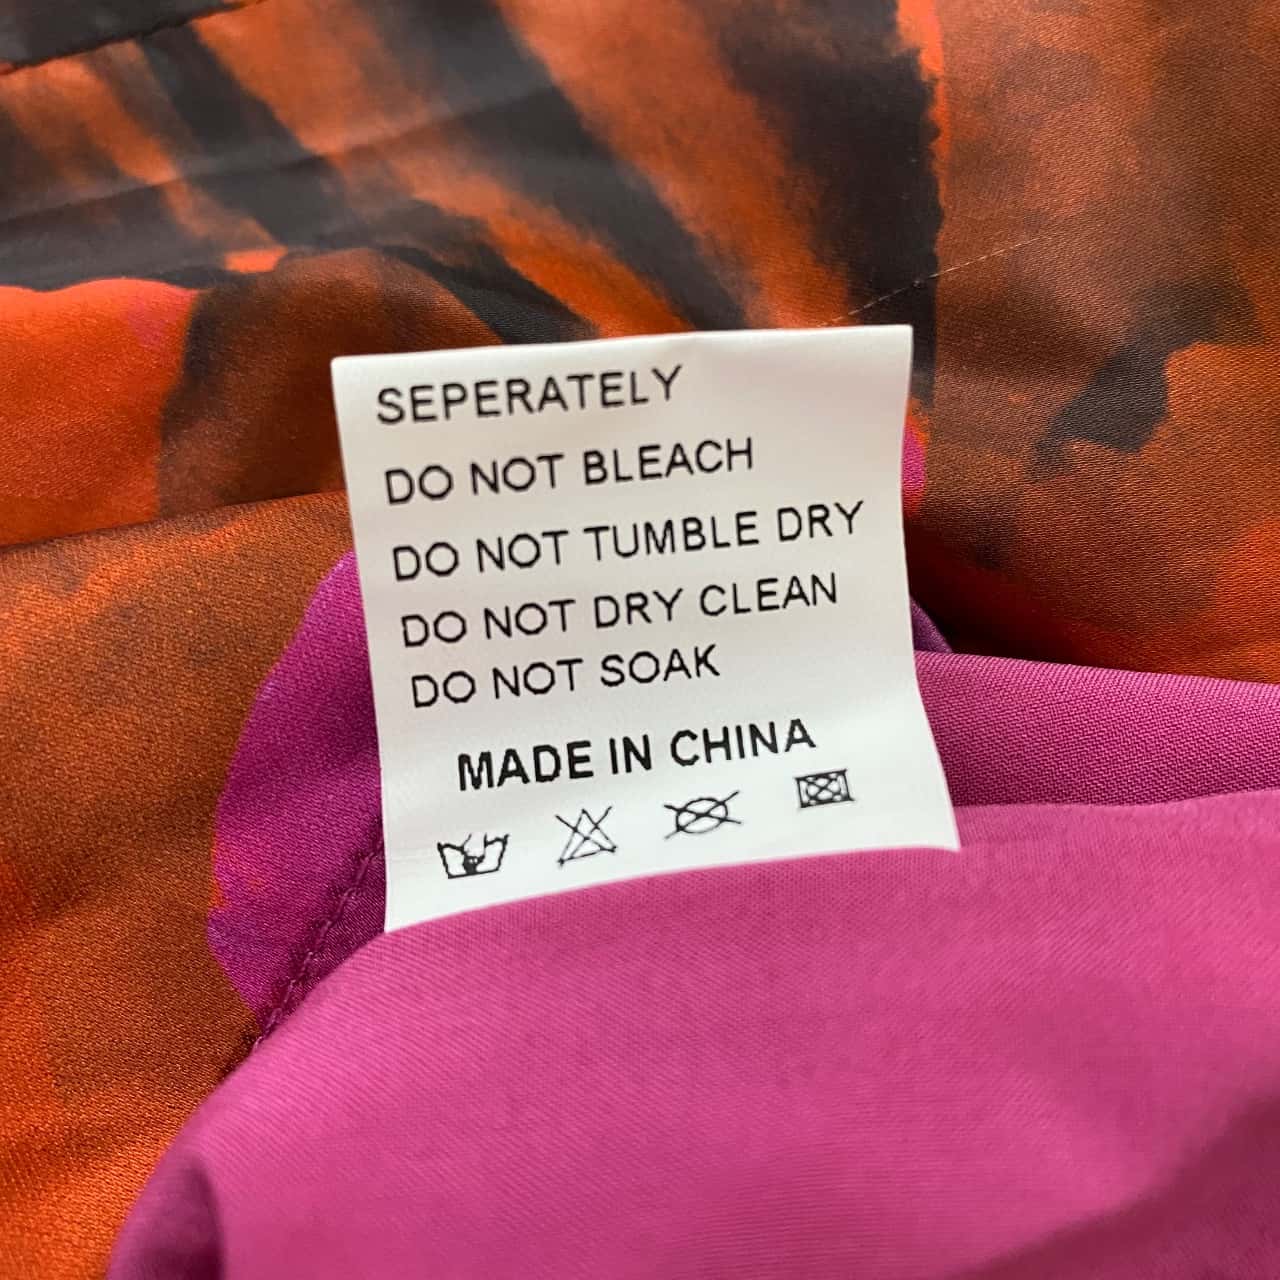 SEPERATELY
DO NOT BLEACH
DO NOT TUMBLE DRY
DO NOT DRY CLEAN
DO NOT SOAK
MADE IN CHINA